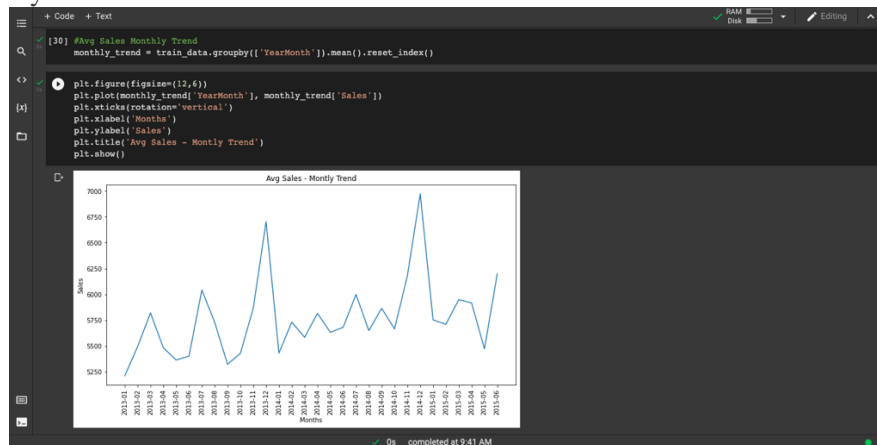 + Code + Text
RAM
Disk
Editing
[30] #Avg Sales Monthly Trend
monthly_trend = train_data.groupby(['YearMonth']).mean().reset_index()
plt.figure(figsize=(12,6))
plt.plot(monthly_trend['YearMonth'], monthly_trend['Sales'])
plt.xticks(rotation='vertical')
plt.xlabel('Months')
plt.ylabel('Sales')
plt.title('Avg Sales - Montly Trend')
plt.show()
{x}
Avg Sales - Montly Trend
7000
6750
6500
6250
6000
5750
5500
5250
Sales
2013-01
2013-02
2013-03
2013-04
2013-05
2013-06
2013-07
2013-08
2013-09
2013-10
2013-11
2013-12
2014-01
2014-02
2014-03
2014-04
2014-05
2014-06
2014-07
2014-08
2014-09
2014-10
2014-11
2014-12
2015-01
2015-02
2015-03
2015-04
2015-05
2015-06
Months
0s completed at 9:41 AM